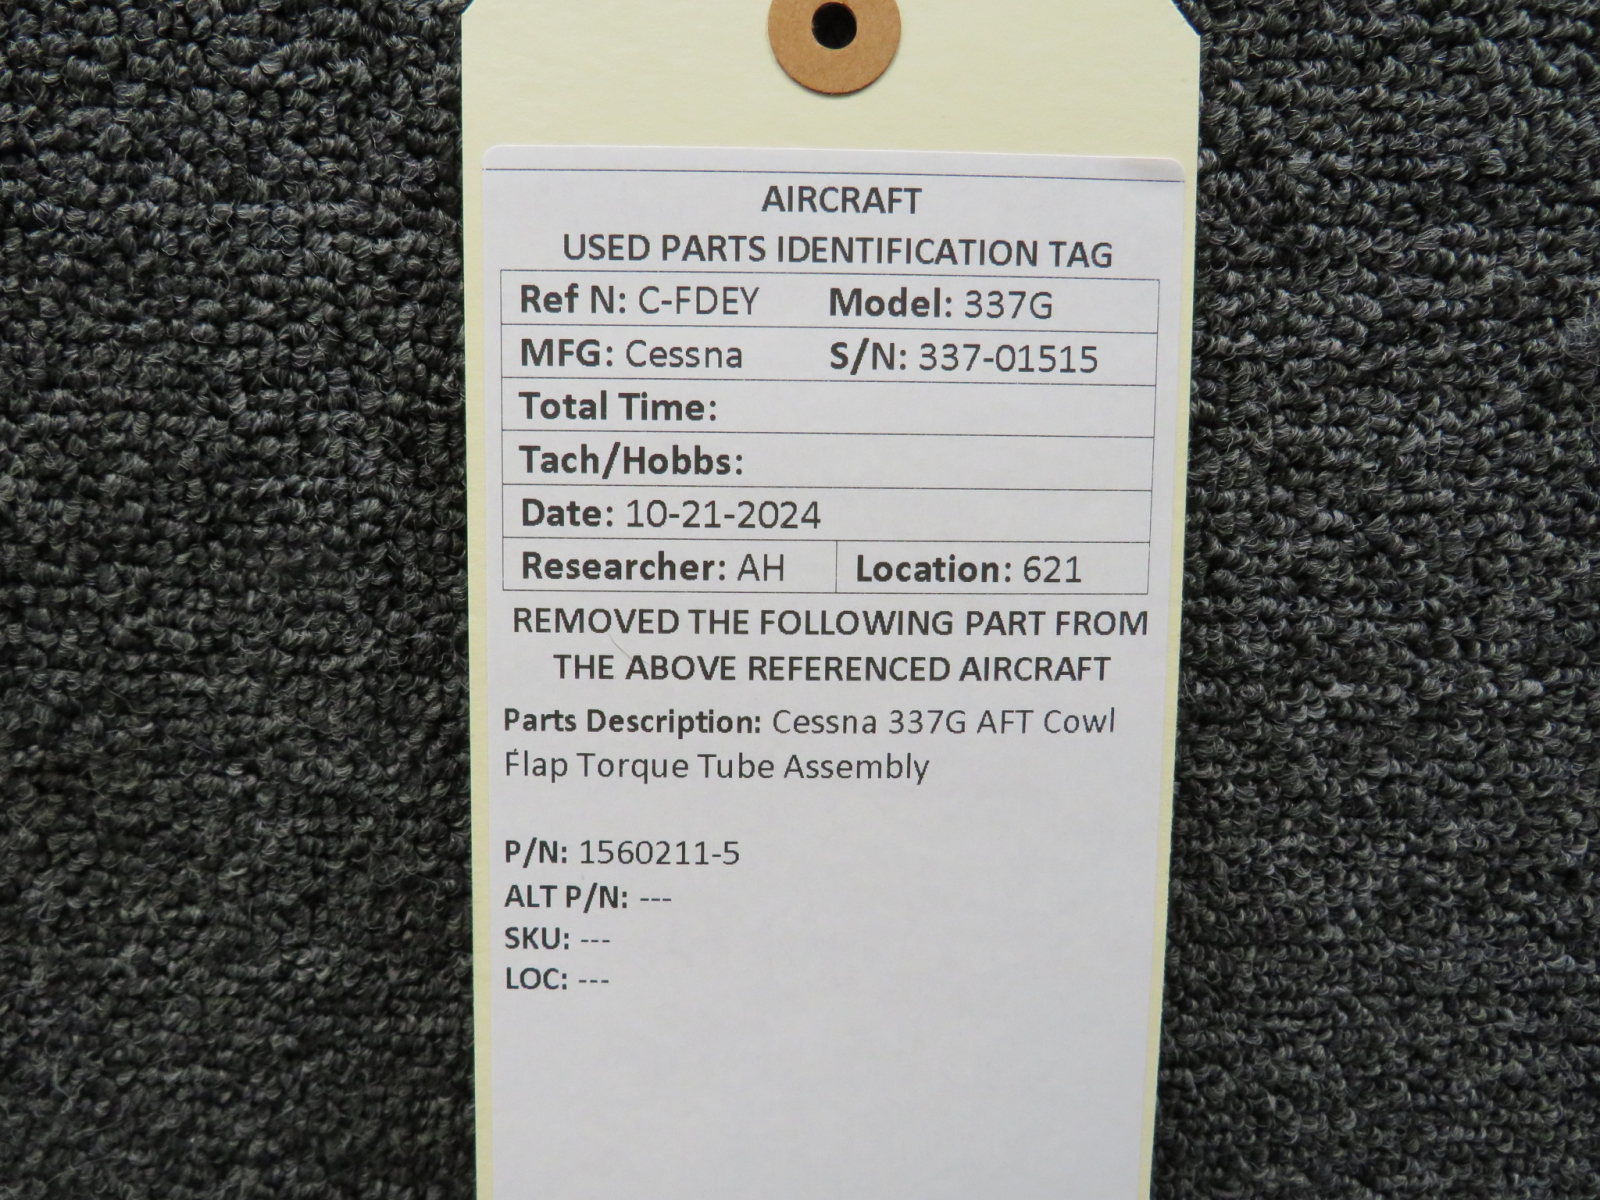 AIRCRAFT
USED PARTS IDENTIFICATION TAG
Ref N: C-FDEY Model: 337G
MFG: Cessna S/N: 337-01515
Total Time:
Tach/Hobbs:
Date: 10-21-2024
Researcher: AH Location: 621
REMOVED THE FOLLOWING PART FROM
THE ABOVE REFERENCED AIRCRAFT
Parts Description: Cessna 337G AFT Cowl
Flap Torque Tube Assembly
P/N: 1560211-5
ALT P/N: ---
SKU: ---
LOC: ---